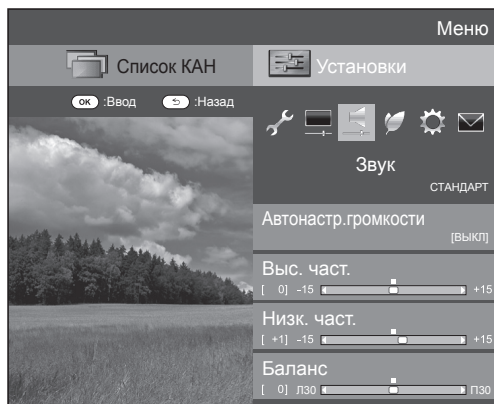 Меню
Список КАН
Установки
OK :Ввод :Назад
Звук
СТАНДАРТ
Автонастр.громкости
[ВЫКЛ]
Выс. част.
[ 0] -15 +15
Низк. част.
[ +1] -15 +15
Баланс
[ 0] Л30 П30